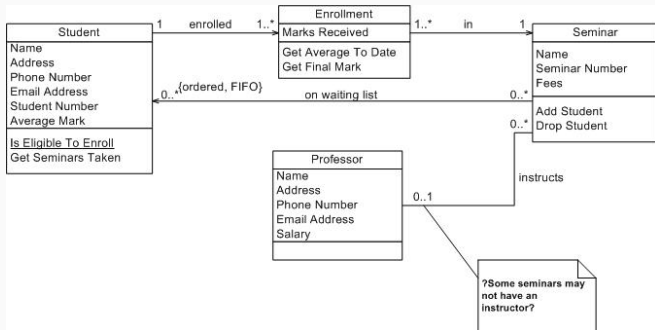 Student
Name
Address
Phone Number
Email Address
Student Number
Average Mark
Is Eligible To Enroll
Get Seminars Taken
1 enrolled 1..*
Enrollment
Marks Received
Get Average To Date
Get Final Mark
1..* in 1
Seminar
Name
Seminar Number
Fees
Add Student
Drop Student
0..* {ordered, FIFO}
on waiting list
0..*
0..*
instructs
Professor
Name
Address
Phone Number
Email Address
Salary
0..1
?Some seminars may
not have an
instructor?